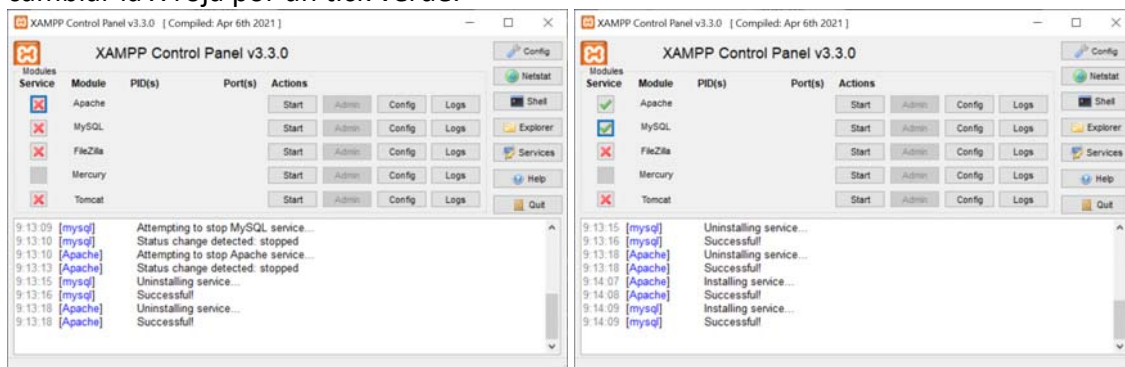 cambiar la X roja por un tick verde.
XAMPP Control Panel v3.3.0 [ Compiled: Apr 6th 2021 ]
XAMPP Control Panel v3.3.0
Config
Modules
Service Module PID(s) Port(s) Actions
Netstat
Apache Start Admin Config Logs
Shell
MySQL Start Admin Config Logs
Explorer
FileZilla Start Admin Config Logs
Services
Mercury Start Admin Config Logs
Help
Tomcat Start Admin Config Logs
Quit
9:13:09 [mysql] Attempting to stop MySQL service...
9:13:10 [mysql] Status change detected: stopped
9:13:10 [Apache] Attempting to stop Apache service...
9:13:13 [Apache] Status change detected: stopped
9:13:15 [mysql] Uninstalling service...
9:13:16 [mysql] Successful!
9:13:18 [Apache] Uninstalling service...
9:13:18 [Apache] Successful!
XAMPP Control Panel v3.3.0 [ Compiled: Apr 6th 2021 ]
XAMPP Control Panel v3.3.0
Config
Modules
Service Module PID(s) Port(s) Actions
Netstat
Apache Start Admin Config Logs
Shell
MySQL Start Admin Config Logs
Explorer
FileZilla Start Admin Config Logs
Services
Mercury Start Admin Config Logs
Help
Tomcat Start Admin Config Logs
Quit
9:13:15 [mysql] Uninstalling service...
9:13:16 [mysql] Successful!
9:13:18 [Apache] Uninstalling service...
9:13:18 [Apache] Successful!
9:14:07 [Apache] Installing service...
9:14:08 [Apache] Successful!
9:14:09 [mysql] Installing service...
9:14:09 [mysql] Successful!